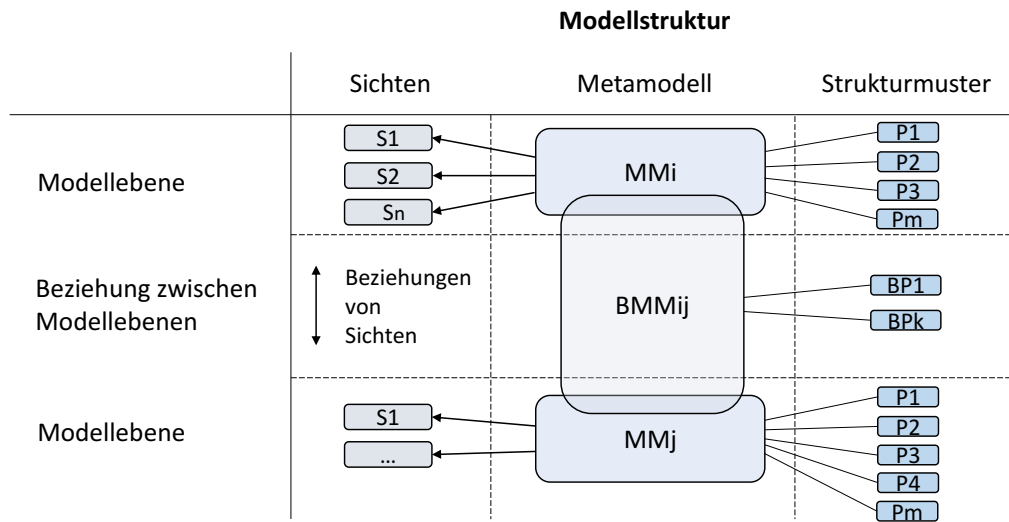 Modellstruktur
Sichten Metamodell Strukturmuster
Modellebene
S1
S2
Sn
MMi
P1
P2
P3
Pm
Beziehung zwischen
Modellebenen
Beziehungen
von
Sichten
BMMij
BP1
BPk
Modellebene
S1
...
MMj
P1
P2
P3
P4
Pm